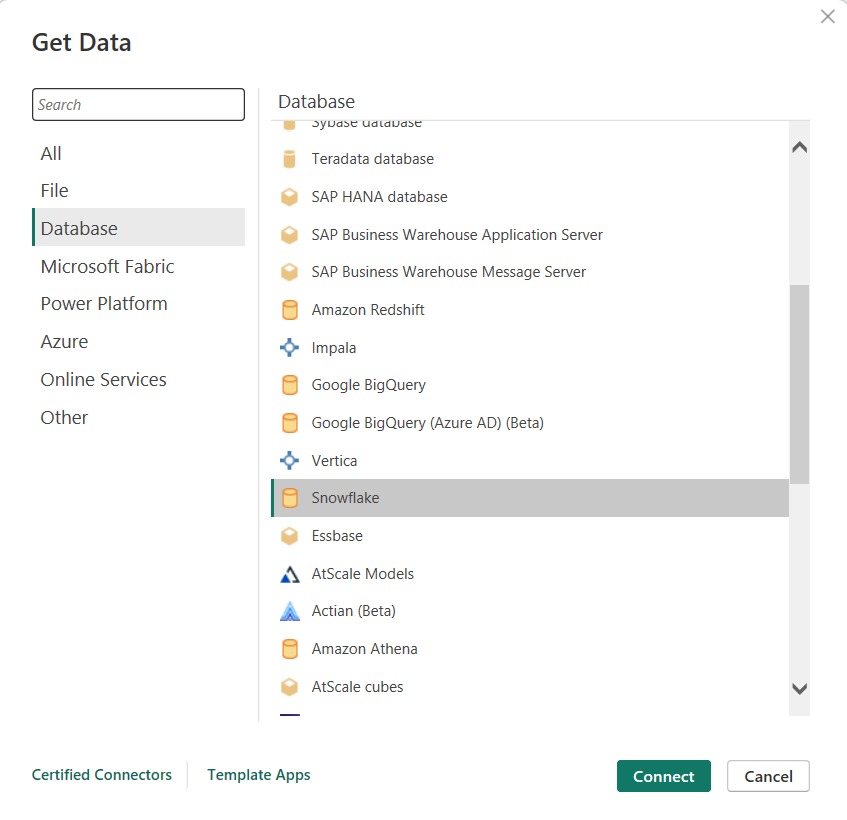 Get Data
Search
All
File
Database
Microsoft Fabric
Power Platform
Azure
Online Services
Other
Database
Sybase database
Teradata database
SAP HANA database
SAP Business Warehouse Application Server
SAP Business Warehouse Message Server
Amazon Redshift
Impala
Google BigQuery
Google BigQuery (Azure AD) (Beta)
Vertica
Snowflake
Essbase
AtScale Models
Actian (Beta)
Amazon Athena
AtScale cubes
Certified Connectors
Template Apps
Connect
Cancel